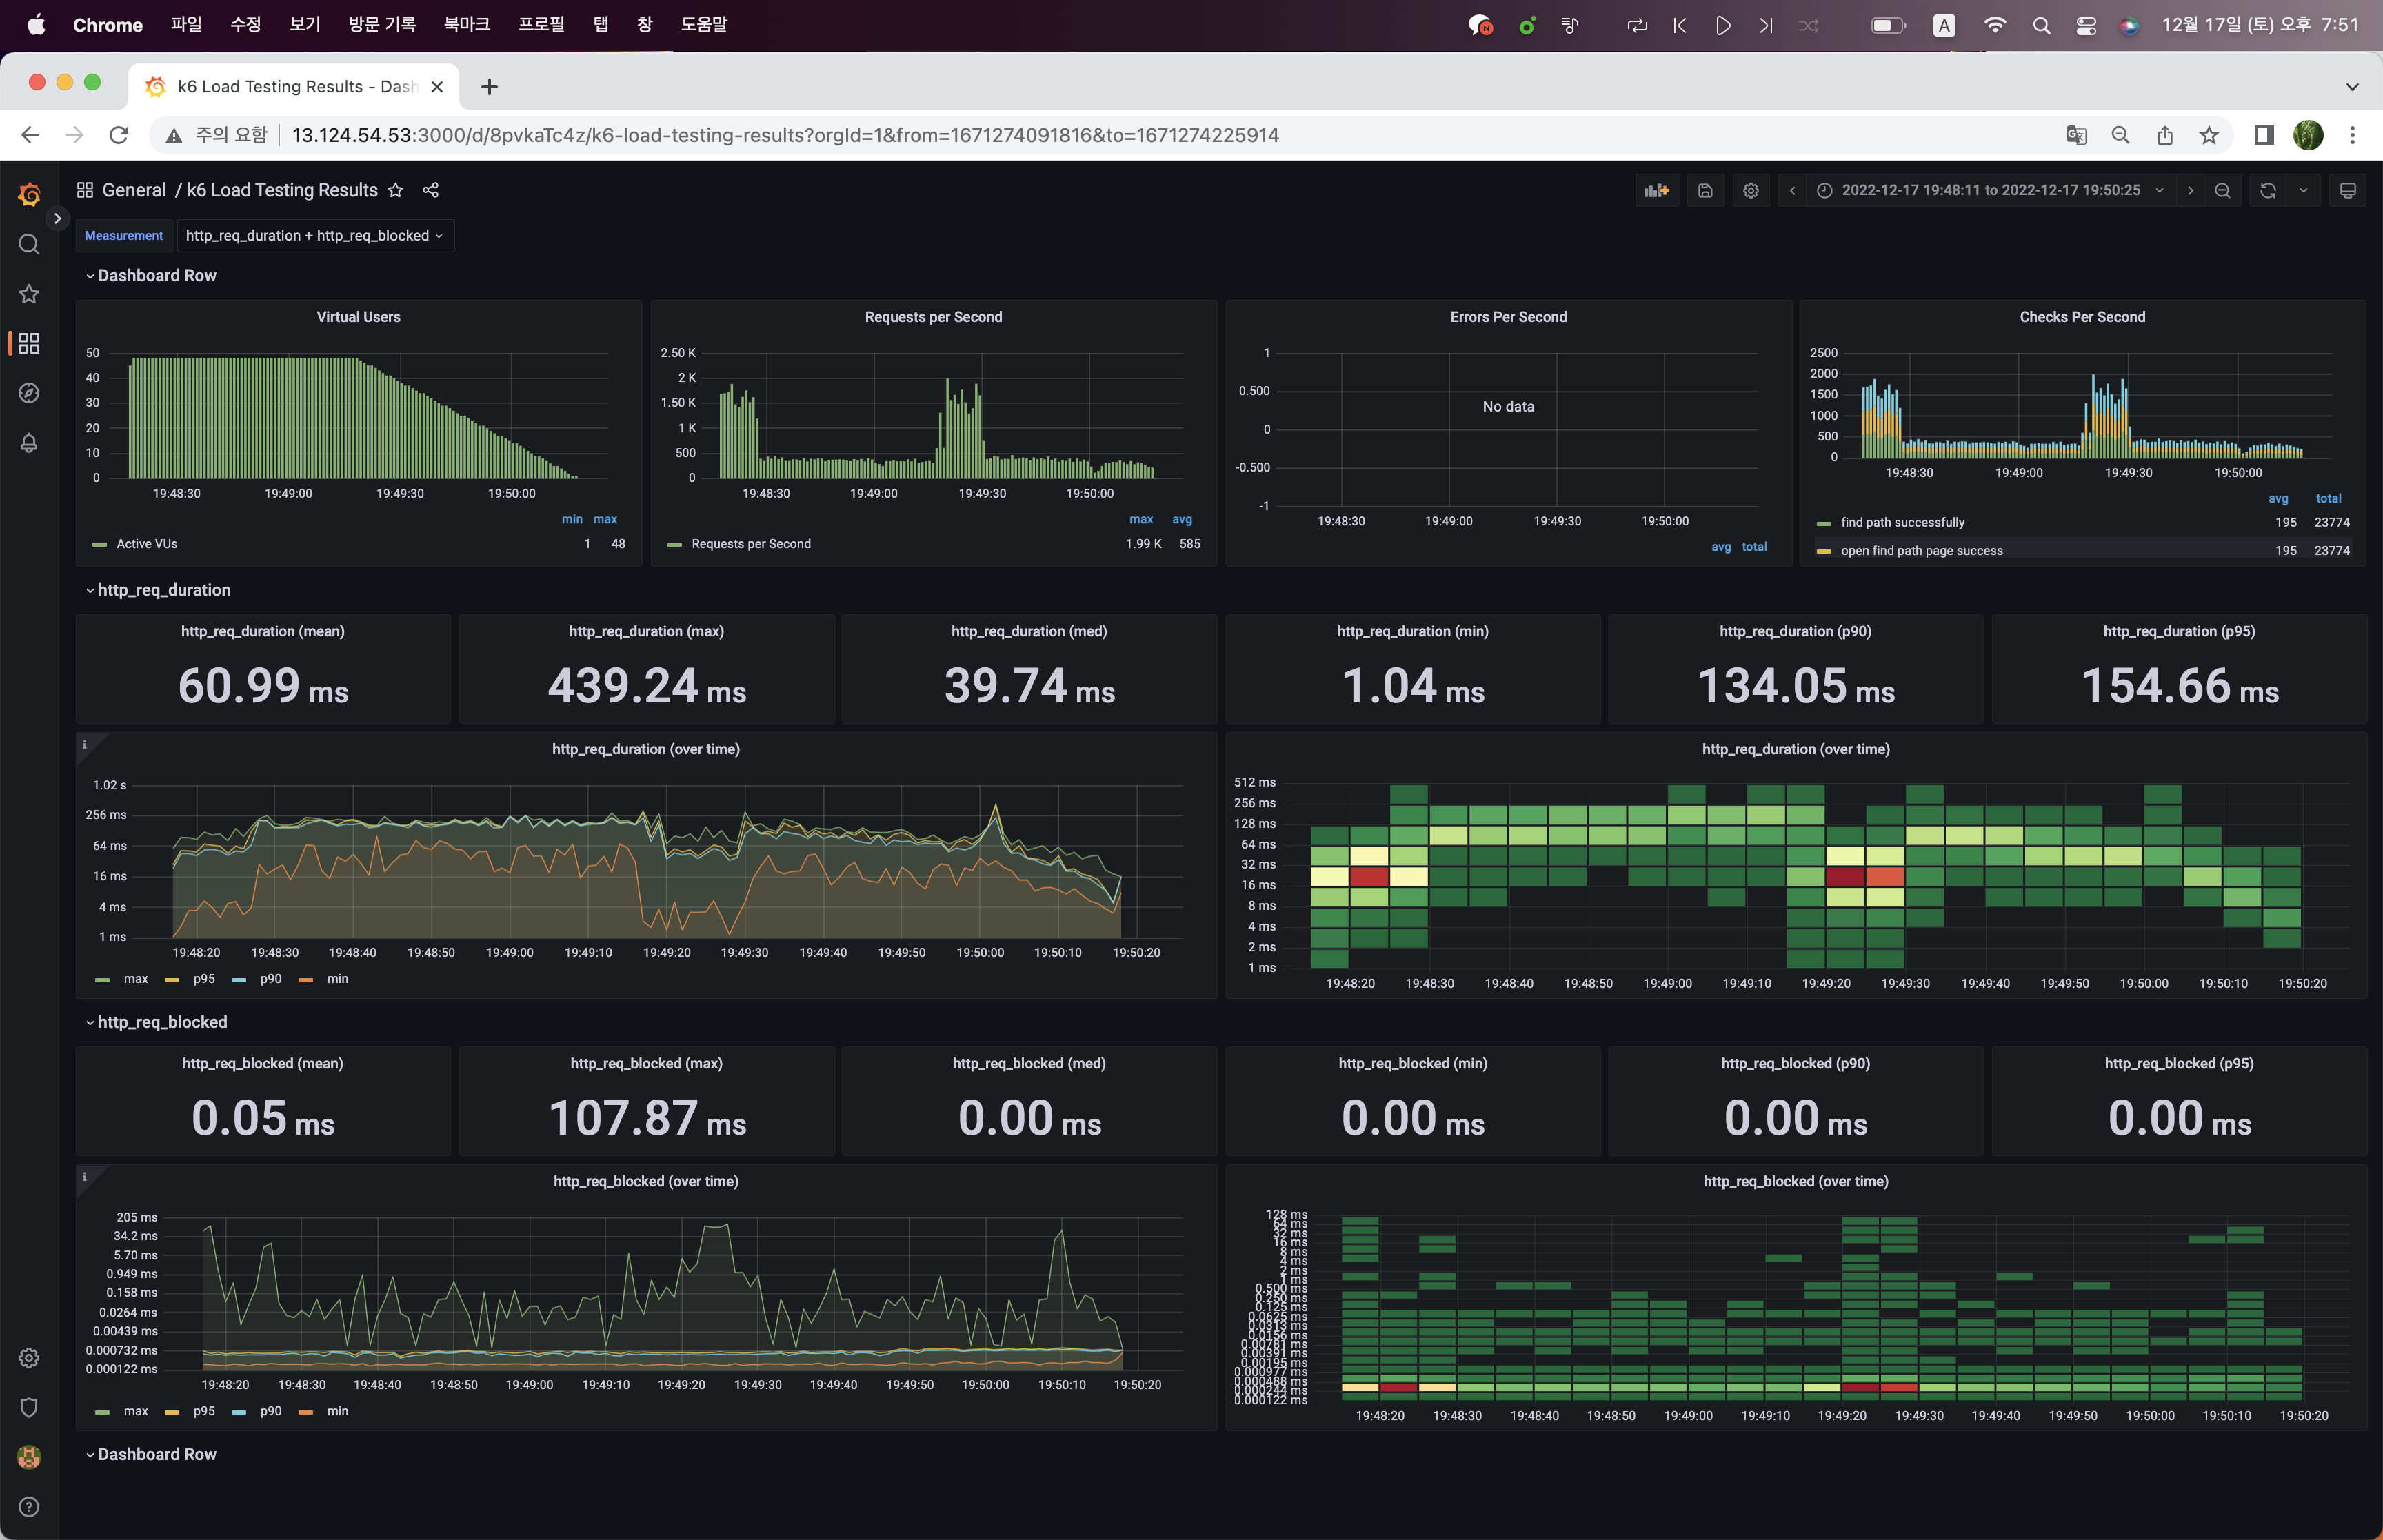 Chrome 파일 수정 보기 방문 기록 북마크 프로필 탭 창 도움말 A 12월 17일 (토) 오후 7:51
k6 Load Testing Results - Dash
주의 요함 13.124.54.53:3000/d/8pvkaTc4z/k6-load-testing-results?orgId=1&from=1671274091816&to=1671274225914
General / k6 Load Testing Results 2022-12-17 19:48:11 to 2022-12-17 19:50:25
Measurement http_req_duration + http_req_blocked
Dashboard Row
Virtual Users
50
40
30
20
10
0
19:48:30 19:49:00 19:49:30 19:50:00
min max
Active VUs 1 48
Requests per Second
2.50 K
2 K
1.50 K
1 K
500
0
19:48:30 19:49:00 19:49:30 19:50:00
max avg
Requests per Second 1.99 K 585
Errors Per Second
1
0.500
0
-0.500
-1
No data
19:48:30 19:49:00 19:49:30 19:50:00
avg total
Checks Per Second
2500
2000
1500
1000
500
0
19:48:30 19:49:00 19:49:30 19:50:00
avg total
find path successfully 195 23774
open find path page success 195 23774
http_req_duration
http_req_duration (mean)
60.99 ms
http_req_duration (max)
439.24 ms
http_req_duration (med)
39.74 ms
http_req_duration (min)
1.04 ms
http_req_duration (p90)
134.05 ms
http_req_duration (p95)
154.66 ms
http_req_duration (over time)
1.02 s
256 ms
64 ms
16 ms
4 ms
1 ms
19:48:20 19:48:30 19:48:40 19:48:50 19:49:00 19:49:10 19:49:20 19:49:30 19:49:40 19:49:50 19:50:00 19:50:10 19:50:20
max p95 p90 min
http_req_duration (over time)
512 ms
256 ms
128 ms
64 ms
32 ms
16 ms
8 ms
4 ms
2 ms
1 ms
19:48:20 19:48:30 19:48:40 19:48:50 19:49:00 19:49:10 19:49:20 19:49:30 19:49:40 19:49:50 19:50:00 19:50:10 19:50:20
http_req_blocked
http_req_blocked (mean)
0.05 ms
http_req_blocked (max)
107.87 ms
http_req_blocked (med)
0.00 ms
http_req_blocked (min)
0.00 ms
http_req_blocked (p90)
0.00 ms
http_req_blocked (p95)
0.00 ms
http_req_blocked (over time)
205 ms
34.2 ms
5.70 ms
0.949 ms
0.158 ms
0.0264 ms
0.00439 ms
0.000732 ms
0.000122 ms
19:48:20 19:48:30 19:48:40 19:48:50 19:49:00 19:49:10 19:49:20 19:49:30 19:49:40 19:49:50 19:50:00 19:50:10 19:50:20
max p95 p90 min
http_req_blocked (over time)
128 ms
64 ms
32 ms
16 ms
8 ms
4 ms
2 ms
1 ms
0.500 ms
0.250 ms
0.125 ms
0.0625 ms
0.0313 ms
0.0156 ms
0.00781 ms
0.00391 ms
0.00195 ms
0.000977 ms
0.000488 ms
0.000244 ms
0.000122 ms
19:48:20 19:48:30 19:48:40 19:48:50 19:49:00 19:49:10 19:49:20 19:49:30 19:49:40 19:49:50 19:50:00 19:50:10 19:50:20
Dashboard Row